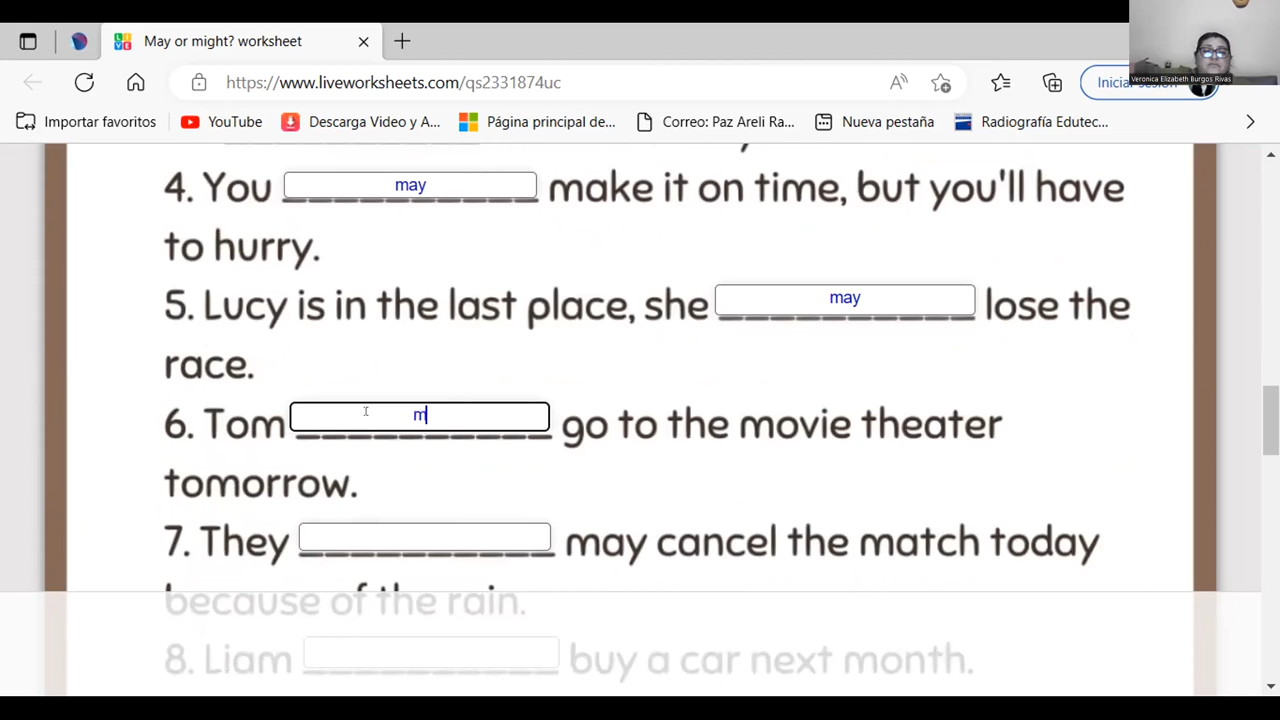 May or might? worksheet
Veronica Elizabeth Burgos Rivas
https://www.liveworksheets.com/qs2331874uc
Importar favoritos YouTube Descarga Video y A... Página principal de... Correo: Paz Areli Ra... Nueva pestaña Radiografía Edutec...
4. You may make it on time, but you'll have
to hurry.
5. Lucy is in the last place, she may lose the
race.
6. Tom m go to the movie theater
tomorrow.
7. They may cancel the match today
because of the rain.
8. Liam buy a car next month.